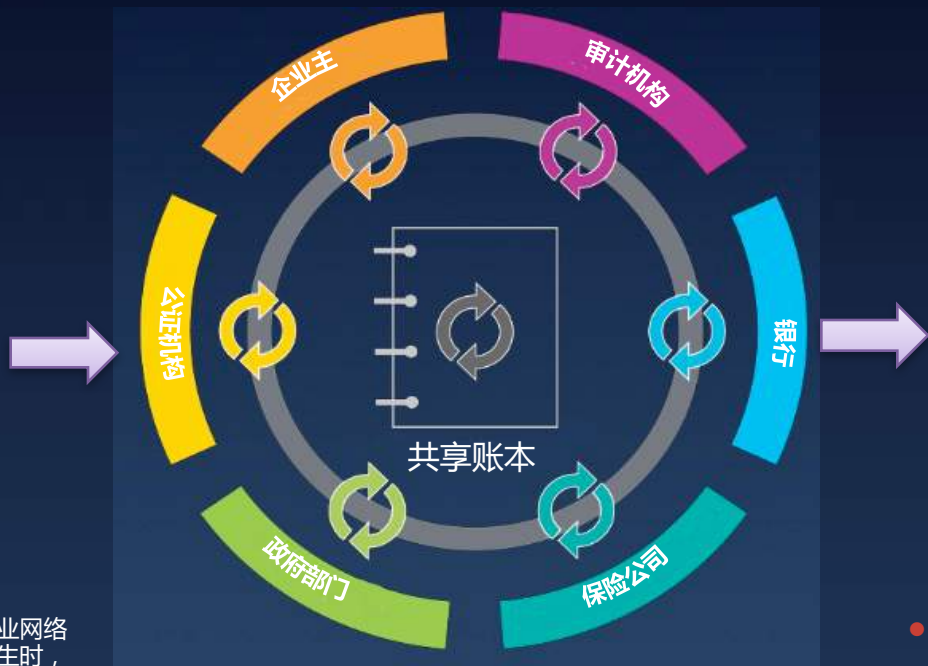 企业主
审计机构
公证机构
银行
共享账本
政府部门
保险公司
业网络
生时，